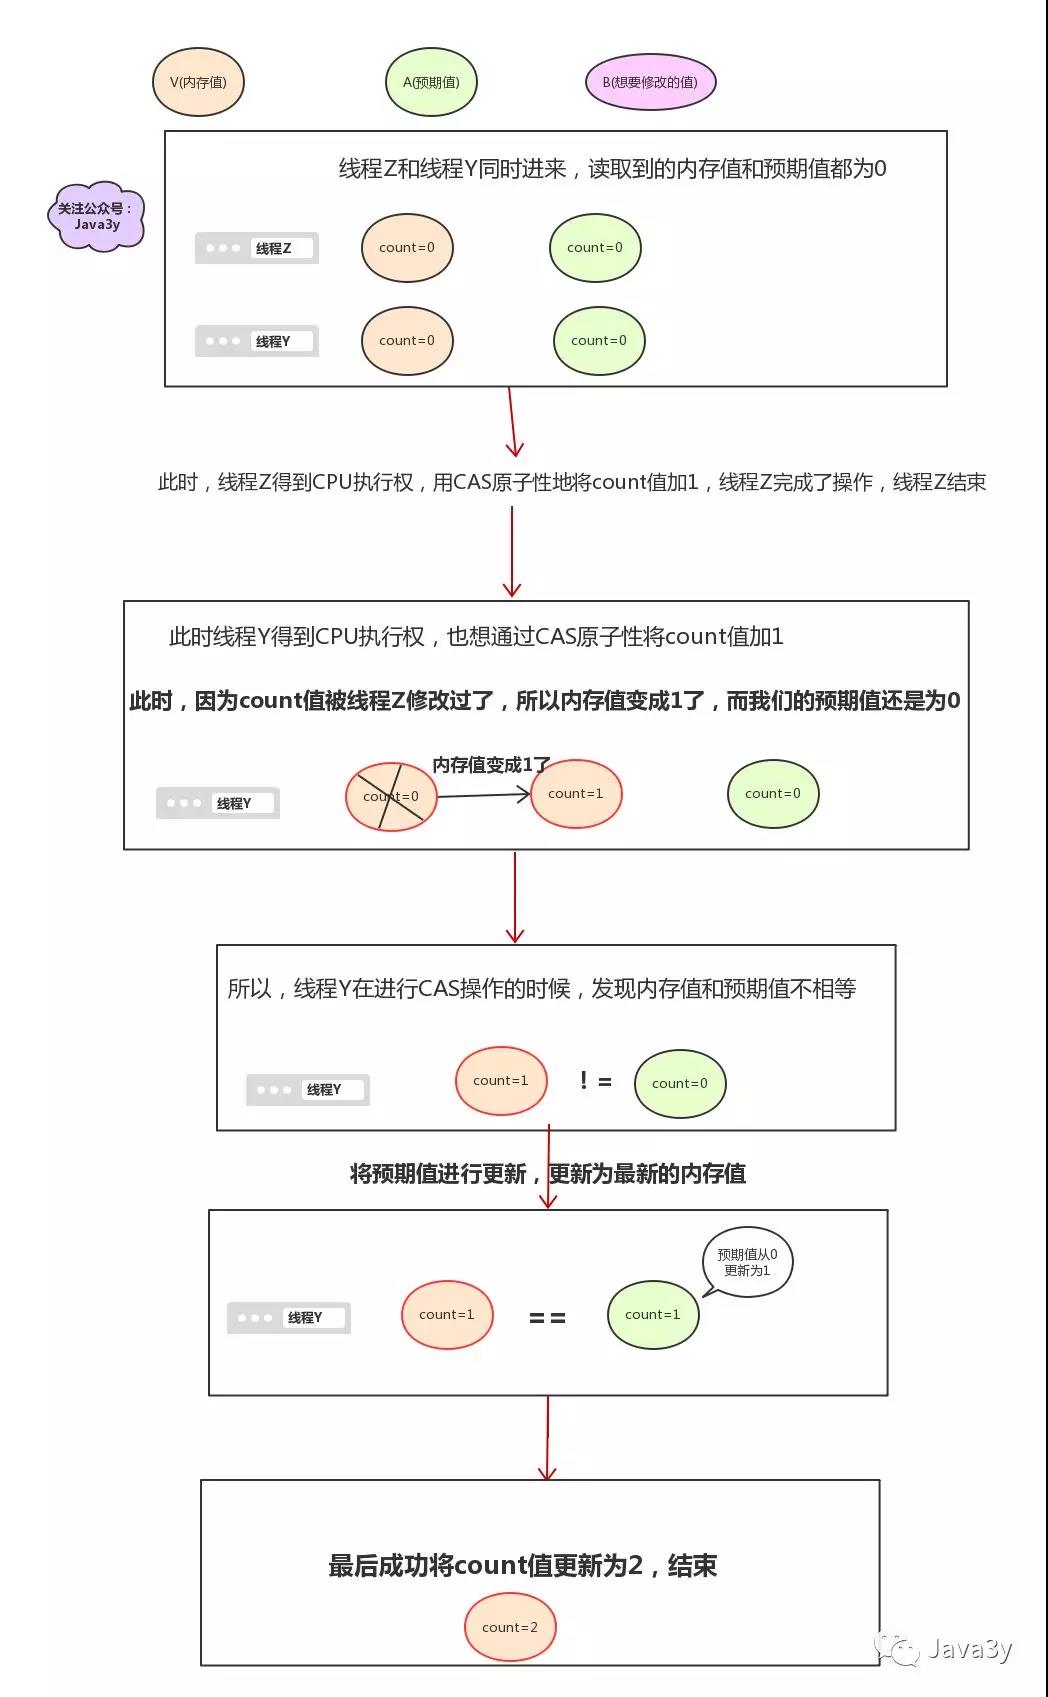 V(内存值)
A(预期值)
B(想要修改的值)
线程Z和线程Y同时进来，读取到的内存值和预期值都为0
关注公众号：
Java3y
线程Z
count=0
count=0
线程Y
count=0
count=0
此时，线程Z得到CPU执行权，用CAS原子性地将count值加1，线程Z完成了操作，线程Z结束
此时线程Y得到CPU执行权，也想通过CAS原子性将count值加1
此时，因为count值被线程Z修改过了，所以内存值变成1了，而我们的预期值还是为0
内存值变成1了
线程Y
count=0
count=1
count=0
所以，线程Y在进行CAS操作的时候，发现内存值和预期值不相等
线程Y
count=1
！=
count=0
将预期值进行更新，更新为最新的内存值
预期值从0
更新为1
线程Y
count=1
==
count=1
最后成功将count值更新为2，结束
count=2
Java3y